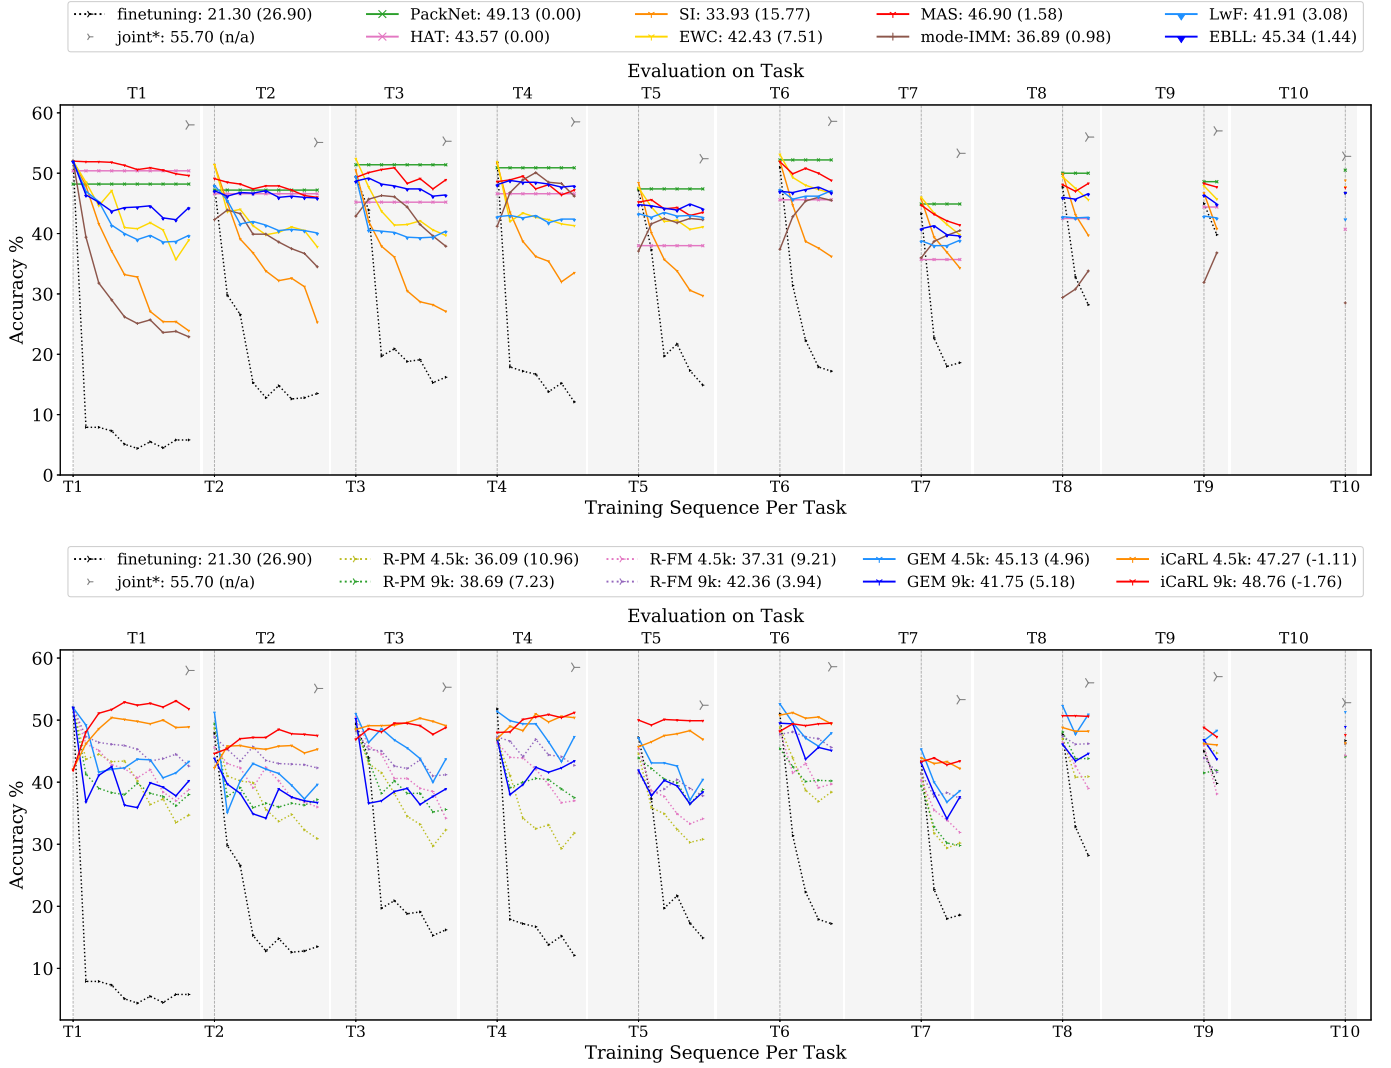 finetuning: 21.30 (26.90) PackNet: 49.13 (0.00) SI: 33.93 (15.77) MAS: 46.90 (1.58) LwF: 41.91 (3.08)
joint*: 55.70 (n/a) HAT: 43.57 (0.00) EWC: 42.43 (7.51) mode-IMM: 36.89 (0.98) EBLL: 45.34 (1.44)
Evaluation on Task
T1 T2 T3 T4 T5 T6 T7 T8 T9 T10
60
50
40
30
20
10
0
Accuracy %
T1 T2 T3 T4 T5 T6 T7 T8 T9 T10
Training Sequence Per Task
finetuning: 21.30 (26.90) R-PM 4.5k: 36.09 (10.96) R-FM 4.5k: 37.31 (9.21) GEM 4.5k: 45.13 (4.96) iCaRL 4.5k: 47.27 (-1.11)
joint*: 55.70 (n/a) R-PM 9k: 38.69 (7.23) R-FM 9k: 42.36 (3.94) GEM 9k: 41.75 (5.18) iCaRL 9k: 48.76 (-1.76)
Evaluation on Task
T1 T2 T3 T4 T5 T6 T7 T8 T9 T10
60
50
40
30
20
10
Accuracy %
T1 T2 T3 T4 T5 T6 T7 T8 T9 T10
Training Sequence Per Task